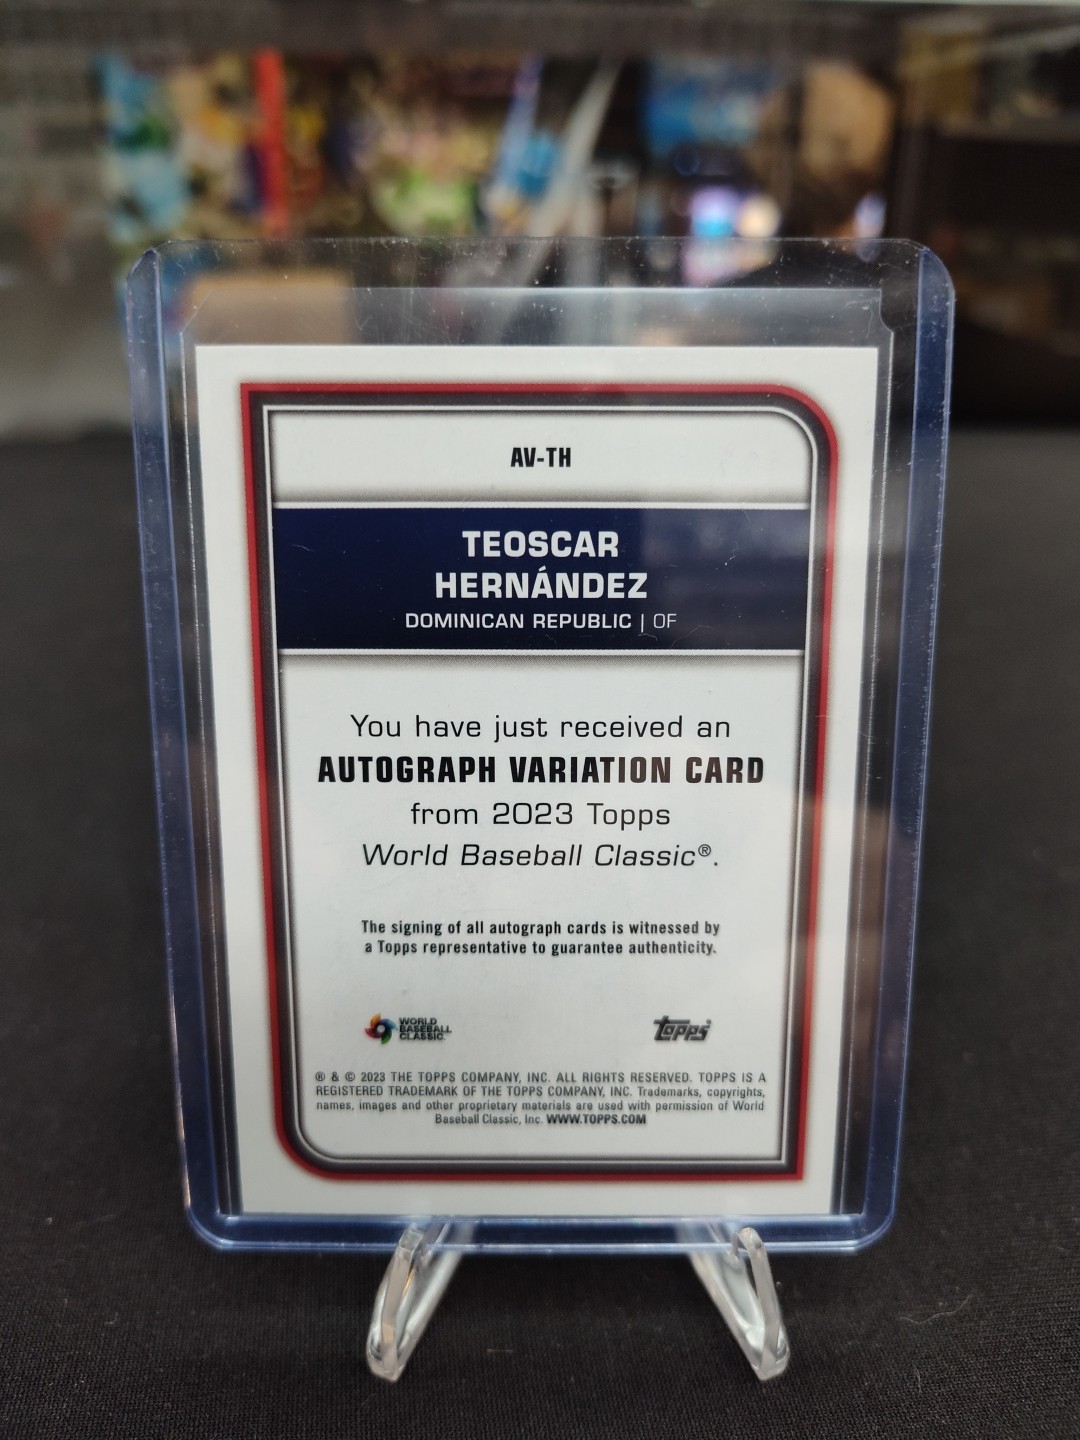 AV-TH
TEOSCAR
HERNÁNDEZ
DOMINICAN REPUBLIC | OF
You have just received an
AUTOGRAPH VARIATION CARD
from 2023 Topps
World Baseball Classic®.
The signing of all autograph cards is witnessed by
a Topps representative to guarantee authenticity.
WORLD
BASEBALL
CLASSIC
Topps
® & © 2023 THE TOPPS COMPANY, INC. ALL RIGHTS RESERVED. TOPPS IS A
REGISTERED TRADEMARK OF THE TOPPS COMPANY, INC. Trademarks, copyrights,
names, images and other proprietary materials are used with permission of World
Baseball Classic, Inc. WWW.TOPPS.COM